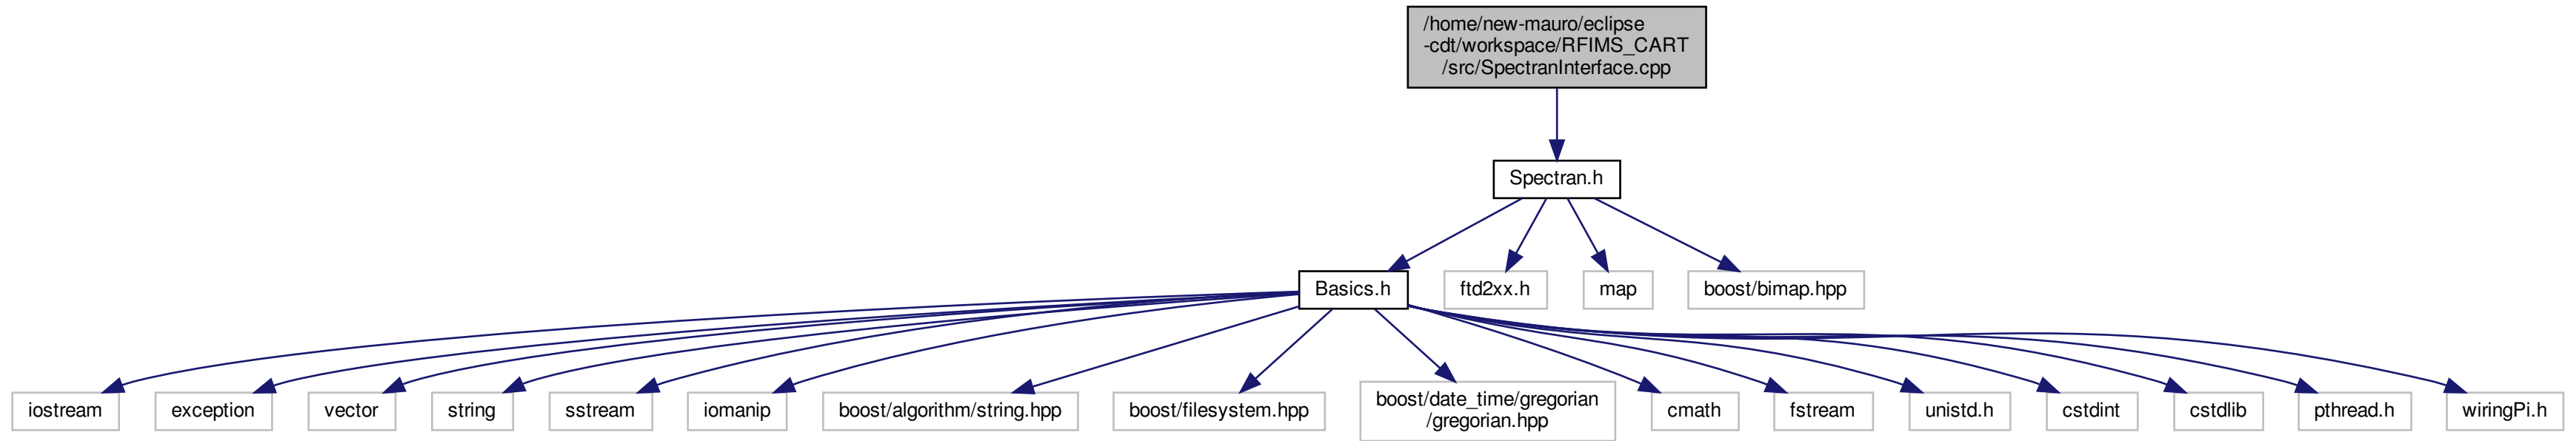 /home/new-mauro/eclipse
-cdt/workspace/RFIMS_CART
/src/SpectranInterface.cpp
Spectran.h
Basics.h
ftd2xx.h
map
boost/bimap.hpp
iostream
exception
vector
string
sstream
iomanip
boost/algorithm/string.hpp
boost/filesystem.hpp
boost/date_time/gregorian
/gregorian.hpp
cmath
fstream
unistd.h
cstdint
cstdlib
pthread.h
wiringPi.h